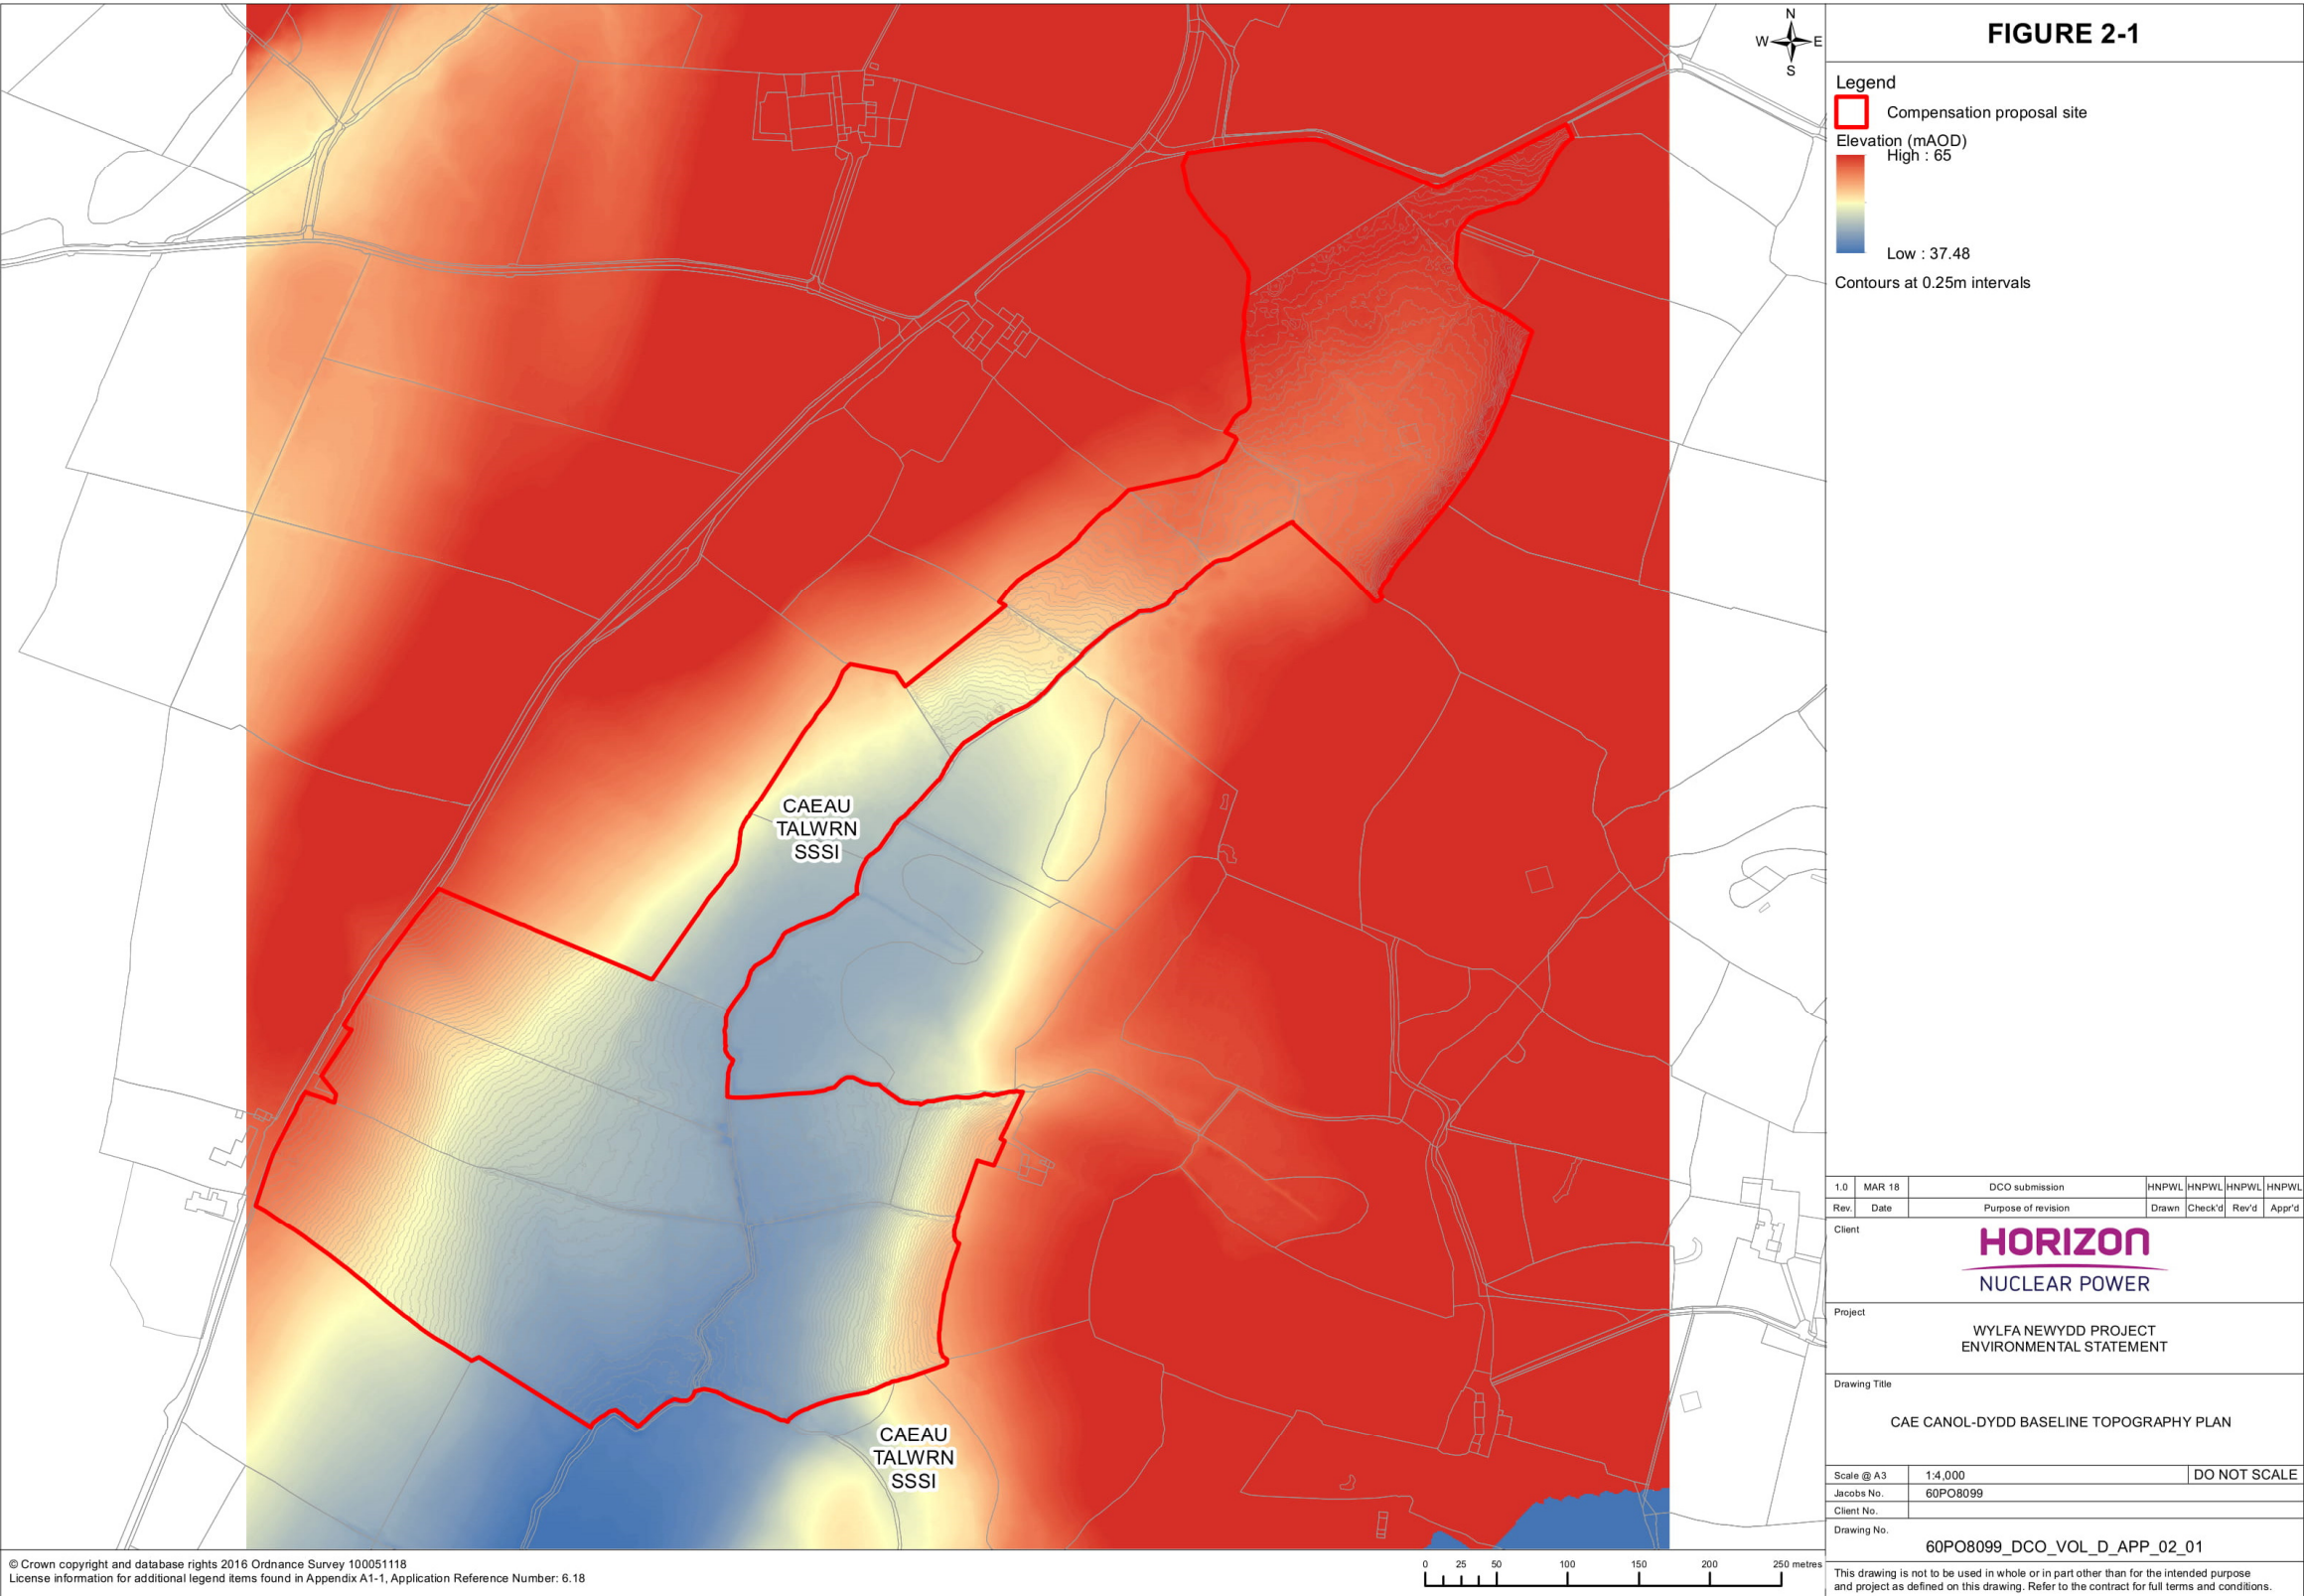 N
W E
S
CAEAU
TALWRN
SSSI
CAEAU
TALWRN
SSSI
FIGURE 2-1
Legend
Compensation proposal site
Elevation (mAOD)
High : 65
Low : 37.48
Contours at 0.25m intervals
1.0 MAR 18 DCO submission HNPWL HNPWL HNPWL HNPWL
Rev. Date Purpose of revision Drawn Check'd Rev'd Appr'd
Client
HORIZON
NUCLEAR POWER
Project
WYLFA NEWYDD PROJECT
ENVIRONMENTAL STATEMENT
Drawing Title
CAE CANOL-DYDD BASELINE TOPOGRAPHY PLAN
Scale @ A3 1:4,000 DO NOT SCALE
Jacobs No. 60PO8099
Client No.
Drawing No.
60PO8099_DCO_VOL_D_APP_02_01
This drawing is not to be used in whole or in part other than for the intended purpose
and project as defined on this drawing. Refer to the contract for full terms and conditions.
© Crown copyright and database rights 2016 Ordnance Survey 100051118
License information for additional legend items found in Appendix A1-1, Application Reference Number: 6.18
0 25 50 100 150 200 250 metres